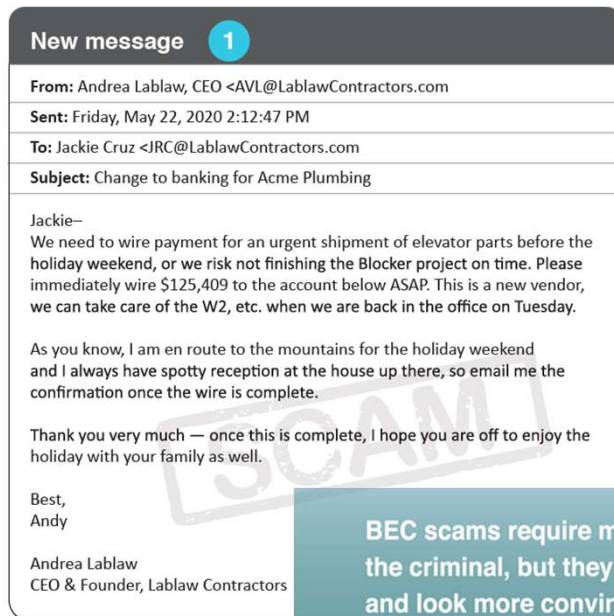 New message 1
From: Andrea Lablaw, CEO <AVL@LablawContractors.com
Sent: Friday, May 22, 2020 2:12:47 PM
To: Jackie Cruz <JRC@LablawContractors.com
Subject: Change to banking for Acme Plumbing
Jackie–
We need to wire payment for an urgent shipment of elevator parts before the
holiday weekend, or we risk not finishing the Blocker project on time. Please
immediately wire $125,409 to the account below ASAP. This is a new vendor,
we can take care of the W2, etc. when we are back in the office on Tuesday.
As you know, I am en route to the mountains for the holiday weekend
and I always have spotty reception at the house up there, so email me the
confirmation once the wire is complete.
Thank you very much — once this is complete, I hope you are off to enjoy the
holiday with your family as well.
SCAM
Best,
Andy
Andrea Lablaw
CEO & Founder, Lablaw Contractors
BEC scams require
the criminal, but they
and look more